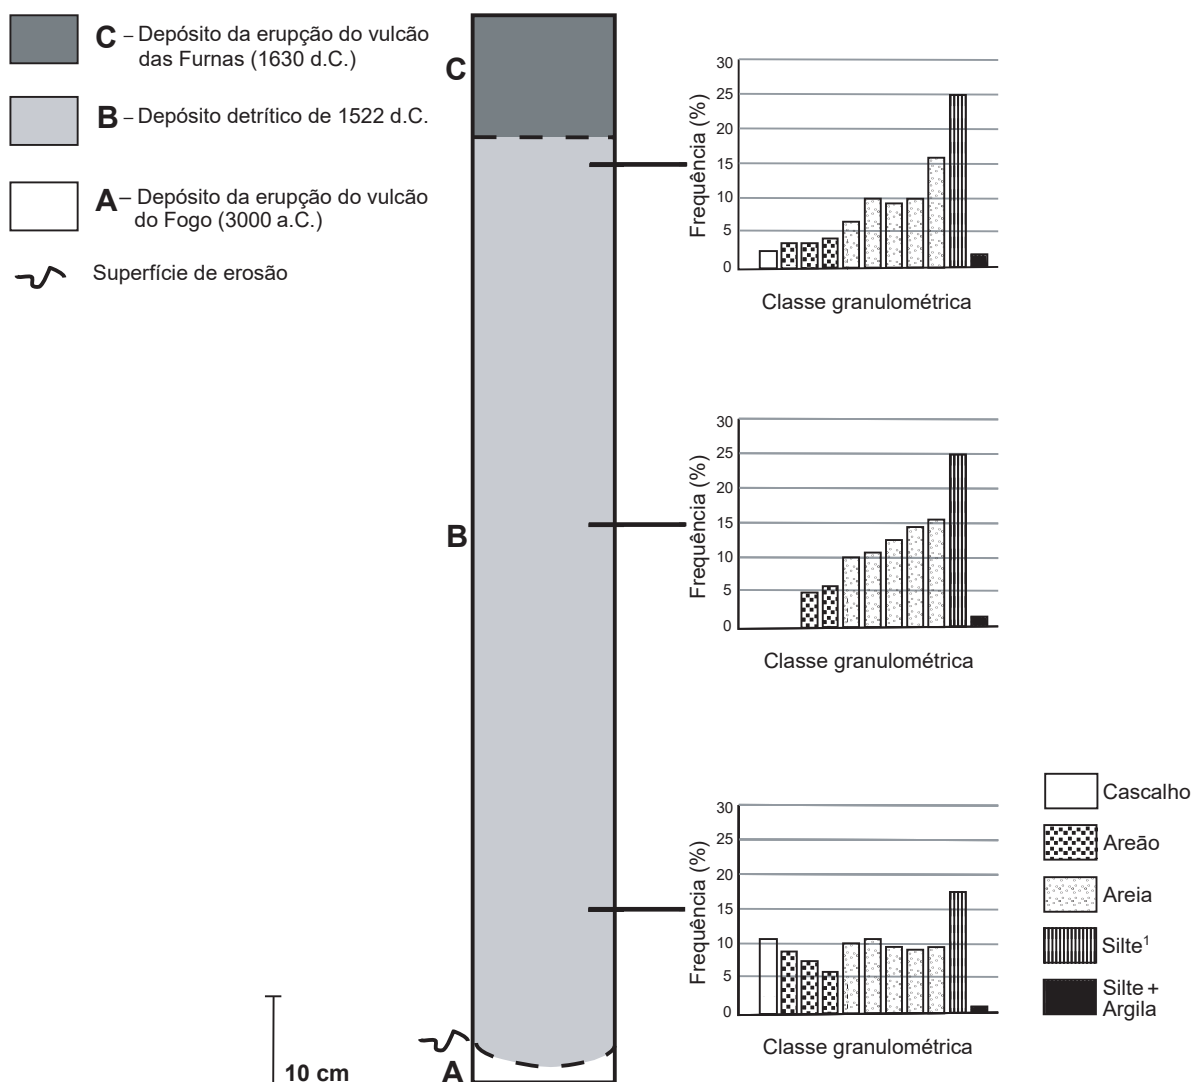 C – Depósito da erupção do vulcão
das Furnas (1630 d.C.)
B – Depósito detrítico de 1522 d.C.
A – Depósito da erupção do vulcão
do Fogo (3000 a.C.)
Superfície de erosão
C
B
A
10 cm
Frequência (%)
30
25
20
15
10
5
0
Classe granulométrica
Frequência (%)
30
25
20
15
10
5
0
Classe granulométrica
Frequência (%)
30
25
20
15
10
5
0
Classe granulométrica
Cascalho
Areão
Areia
Silte¹
Silte +
Argila